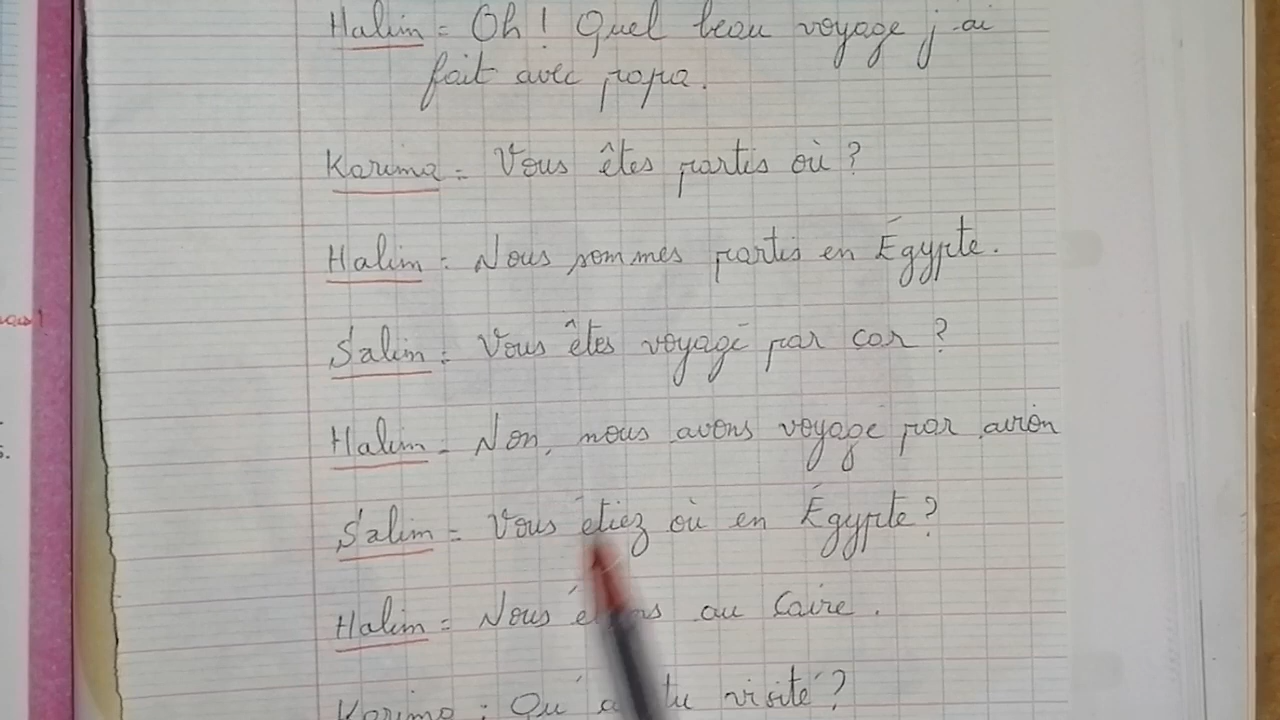 Halim = Oh ! Quel beau voyage j'ai
fait avec papa.
Karima = Vous êtes partis où ?
Halim = Nous sommes partis en Égypte.
Salim = Vous êtes voyagé par car ?
Halim = Non, nous avons voyagé par avion
Salim = Vous étiez où en Égypte ?
Halim = Nous au Caire.
Karima : Qu' tu visité ?